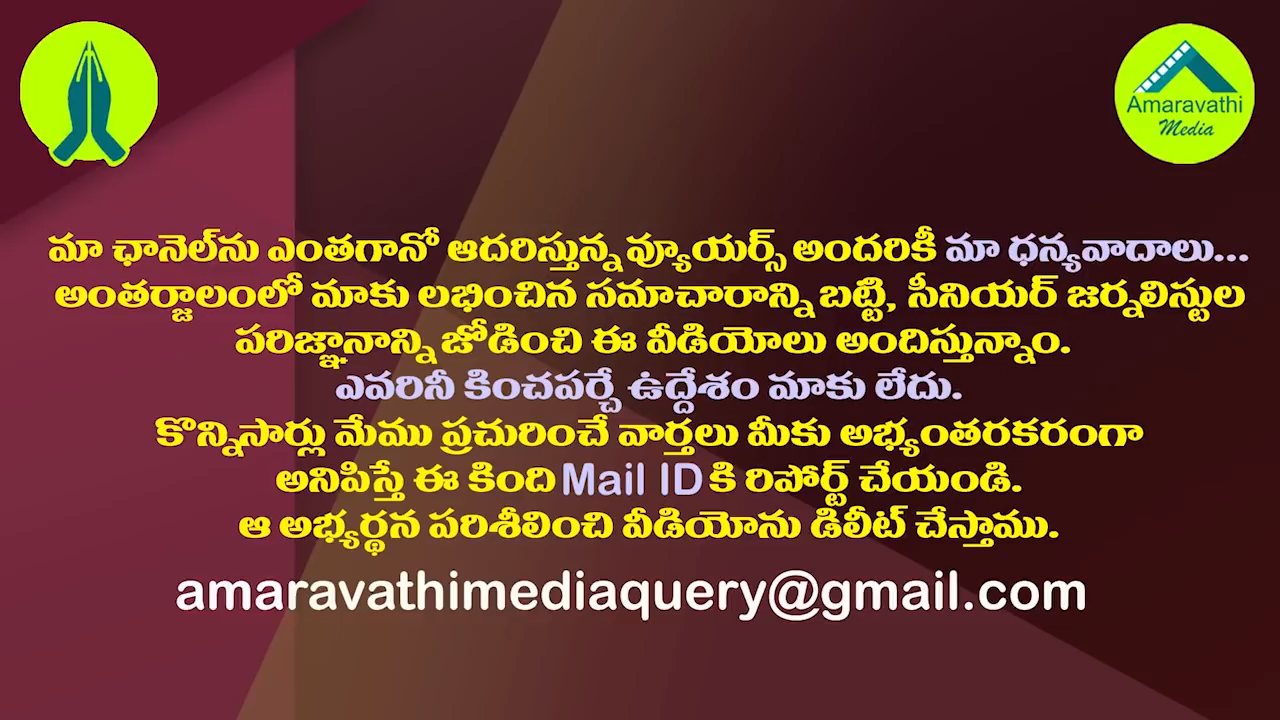 Amaravathi
Media
మా ఛానెల్‌ను ఎంతగానో ఆదరిస్తున్న వ్యూయర్స్ అందరికీ మా ధన్యవాదాలు...
అంతర్జాలంలో మాకు లభించిన సమాచారాన్ని బట్టి, సీనియర్ జర్నలిస్టుల
పరిజ్ఞానాన్ని జోడించి ఈ వీడియోలు అందిస్తున్నాం.
ఎవరినీ కించపర్చే ఉద్దేశం మాకు లేదు.
కొన్నిసార్లు మేము ప్రచురించే వార్తలు మీకు అభ్యంతరకరంగా
అనిపిస్తే ఈ కింది Mail ID కి రిపోర్ట్ చేయండి.
ఆ అభ్యర్థన పరిశీలించి వీడియోను డిలీట్ చేస్తాము.
amaravathimediaquery@gmail.com